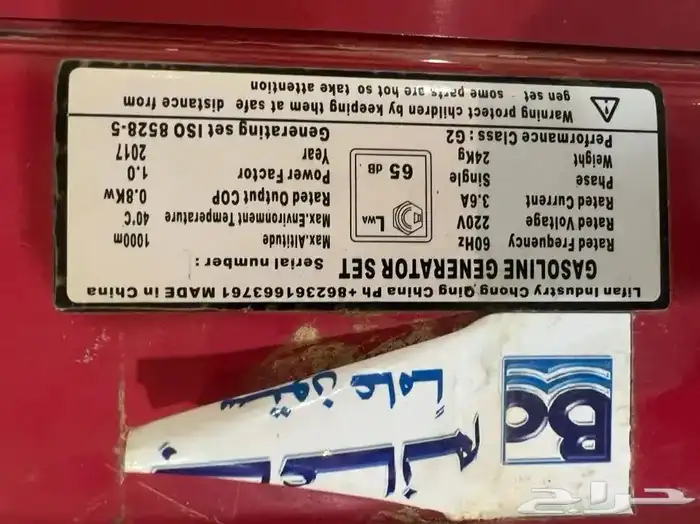 Lifan Industry Chong Qing China Ph +862361663761 MADE in China
GASOLINE GENERATOR SET Serial number :
Rated Frequency 60Hz
Rated Voltage 220V
Rated Current 3.6A
Phase Single
Weight 24Kg
Performance Class : G2
LWA
65 dB
Max.Altitude 1000m
Max.Environment Temperature 40°C
Rated Output COP 0.8Kw
Power Factor 1.0
Year 2017
Generating set ISO 8528-5
Warning protect children by keeping them at safe distance from
gen set - some parts are hot so take attention
Bo
ستون عاماً
حراج